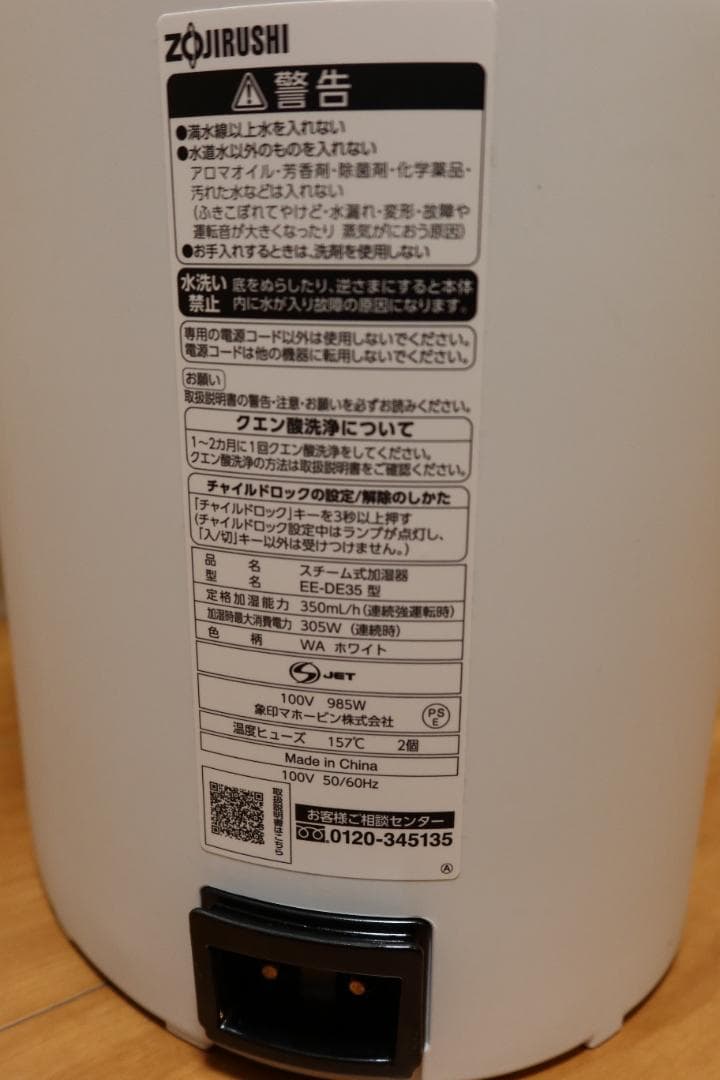 ZOJIRUSHI
警告
●満水線以上水を入れない
●水道水以外のものを入れない
アロマオイル・芳香剤・除菌剤・化学薬品・
汚れた水などは入れない
(ふきこぼれてやけど・水漏れ・変形・故障や
運転音が大きくなったり 蒸気がにおう原因)
●お手入れするときは、洗剤を使用しない
水洗い禁止
底をぬらしたり、逆さまにすると本体
内に水が入り故障の原因になります。
専用の電源コード以外は使用しないでください。
電源コードは他の機器に転用しないでください。
お願い
取扱説明書の警告・注意・お願いを必ずお読みください。
クエン酸洗浄について
1～2カ月に1回クエン酸洗浄をしてください。
クエン酸洗浄の方法は取扱説明書をご確認ください。
チャイルドロックの設定/解除のしかた
「チャイルドロック」キーを3秒以上押す
(チャイルドロック設定中はランプが点灯し、
「入/切」キー以外は受けつけません。)
品名 スチーム式加湿器
型名 EE-DE35 型
定格加湿能力 350mL/h(連続強運転時)
加湿時最大消費電力 305W (連続時)
色柄 WA ホワイト
S JET
100V 985W
象印マホービン株式会社
PS
E
温度ヒューズ 157℃ 2個
Made in China
100V 50/60Hz
取扱説明書はこちら
お客様ご相談センター
0120-345135
Ⓐ